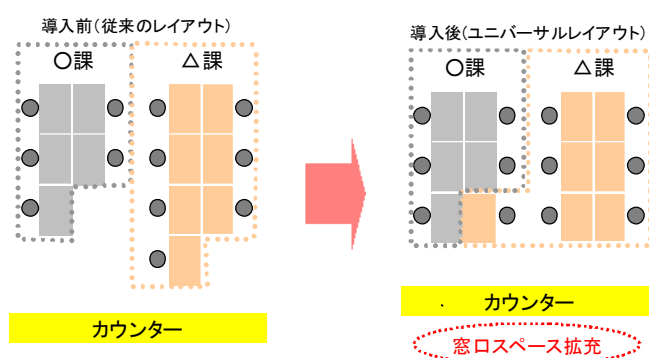 導入前(従来のレイアウト)
〇課
△課
カウンター
導入後(ユニバーサルレイアウト)
〇課
△課
カウンター
窓口スペース拡充